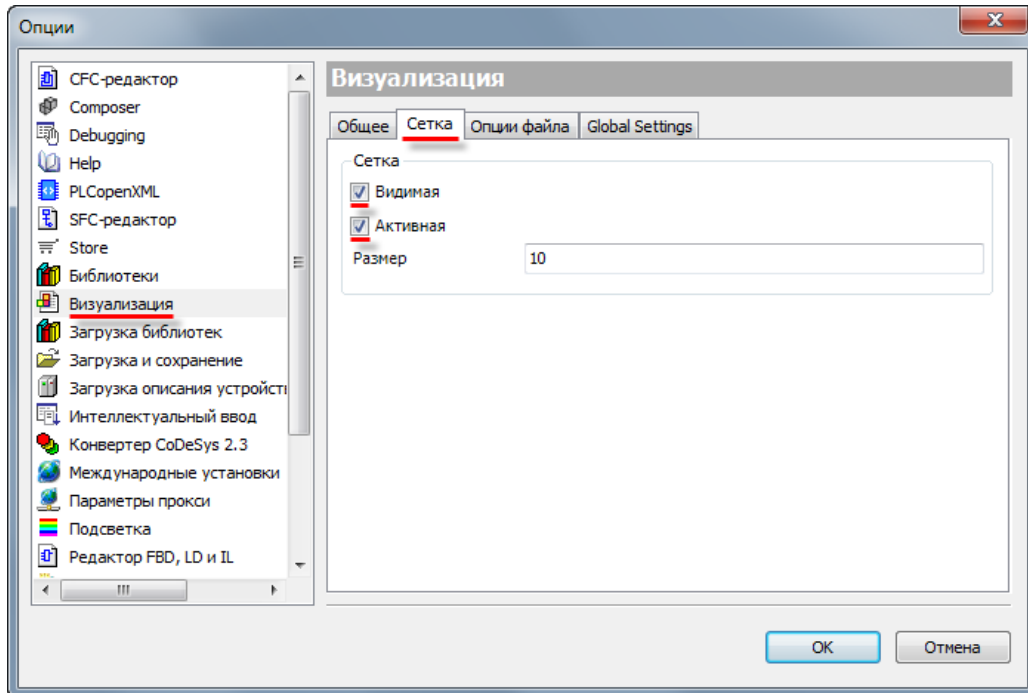 Опции
CFC-редактор
Composer
Debugging
Help
PLCopenXML
SFC-редактор
Store
Библиотеки
Визуализация
Загрузка библиотек
Загрузка и сохранение
Загрузка описания устройств
Интеллектуальный ввод
Конвертер CoDeSys 2.3
Международные установки
Параметры прокси
Подсветка
Редактор FBD, LD и IL
Визуализация
Общее Сетка Опции файла Global Settings
Сетка
Видимая
Активная
Размер 10
OK Отмена